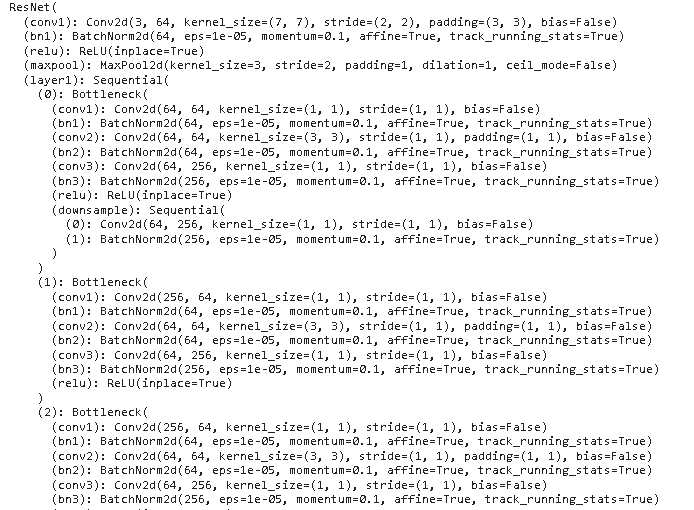 ResNet(
(conv1): Conv2d(3, 64, kernel_size=(7, 7), stride=(2, 2), padding=(3, 3), bias=False)
(bn1): BatchNorm2d(64, eps=1e-05, momentum=0.1, affine=True, track_running_stats=True)
(relu): ReLU(inplace=True)
(maxpool): MaxPool2d(kernel_size=3, stride=2, padding=1, dilation=1, ceil_mode=False)
(layer1): Sequential(
(0): Bottleneck(
(conv1): Conv2d(64, 64, kernel_size=(1, 1), stride=(1, 1), bias=False)
(bn1): BatchNorm2d(64, eps=1e-05, momentum=0.1, affine=True, track_running_stats=True)
(conv2): Conv2d(64, 64, kernel_size=(3, 3), stride=(1, 1), padding=(1, 1), bias=False)
(bn2): BatchNorm2d(64, eps=1e-05, momentum=0.1, affine=True, track_running_stats=True)
(conv3): Conv2d(64, 256, kernel_size=(1, 1), stride=(1, 1), bias=False)
(bn3): BatchNorm2d(256, eps=1e-05, momentum=0.1, affine=True, track_running_stats=True)
(relu): ReLU(inplace=True)
(downsample): Sequential(
(0): Conv2d(64, 256, kernel_size=(1, 1), stride=(1, 1), bias=False)
(1): BatchNorm2d(256, eps=1e-05, momentum=0.1, affine=True, track_running_stats=True)
)
)
(1): Bottleneck(
(conv1): Conv2d(256, 64, kernel_size=(1, 1), stride=(1, 1), bias=False)
(bn1): BatchNorm2d(64, eps=1e-05, momentum=0.1, affine=True, track_running_stats=True)
(conv2): Conv2d(64, 64, kernel_size=(3, 3), stride=(1, 1), padding=(1, 1), bias=False)
(bn2): BatchNorm2d(64, eps=1e-05, momentum=0.1, affine=True, track_running_stats=True)
(conv3): Conv2d(64, 256, kernel_size=(1, 1), stride=(1, 1), bias=False)
(bn3): BatchNorm2d(256, eps=1e-05, momentum=0.1, affine=True, track_running_stats=True)
(relu): ReLU(inplace=True)
)
(2): Bottleneck(
(conv1): Conv2d(256, 64, kernel_size=(1, 1), stride=(1, 1), bias=False)
(bn1): BatchNorm2d(64, eps=1e-05, momentum=0.1, affine=True, track_running_stats=True)
(conv2): Conv2d(64, 64, kernel_size=(3, 3), stride=(1, 1), padding=(1, 1), bias=False)
(bn2): BatchNorm2d(64, eps=1e-05, momentum=0.1, affine=True, track_running_stats=True)
(conv3): Conv2d(64, 256, kernel_size=(1, 1), stride=(1, 1), bias=False)
(bn3): BatchNorm2d(256, eps=1e-05, momentum=0.1, affine=True, track_running_stats=True)